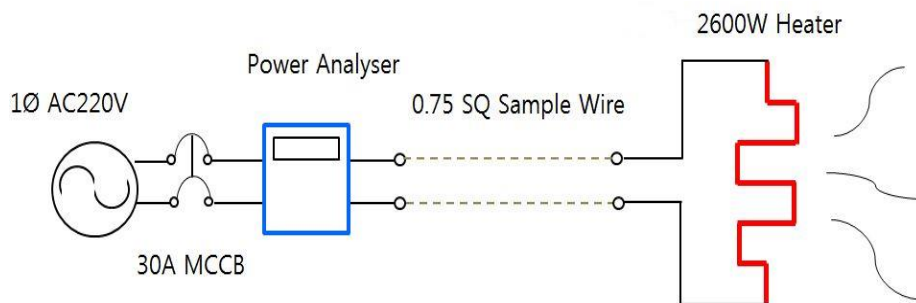 2600W Heater
Power Analyser
1Ø AC220V
0.75 SQ Sample Wire
30A MCCB